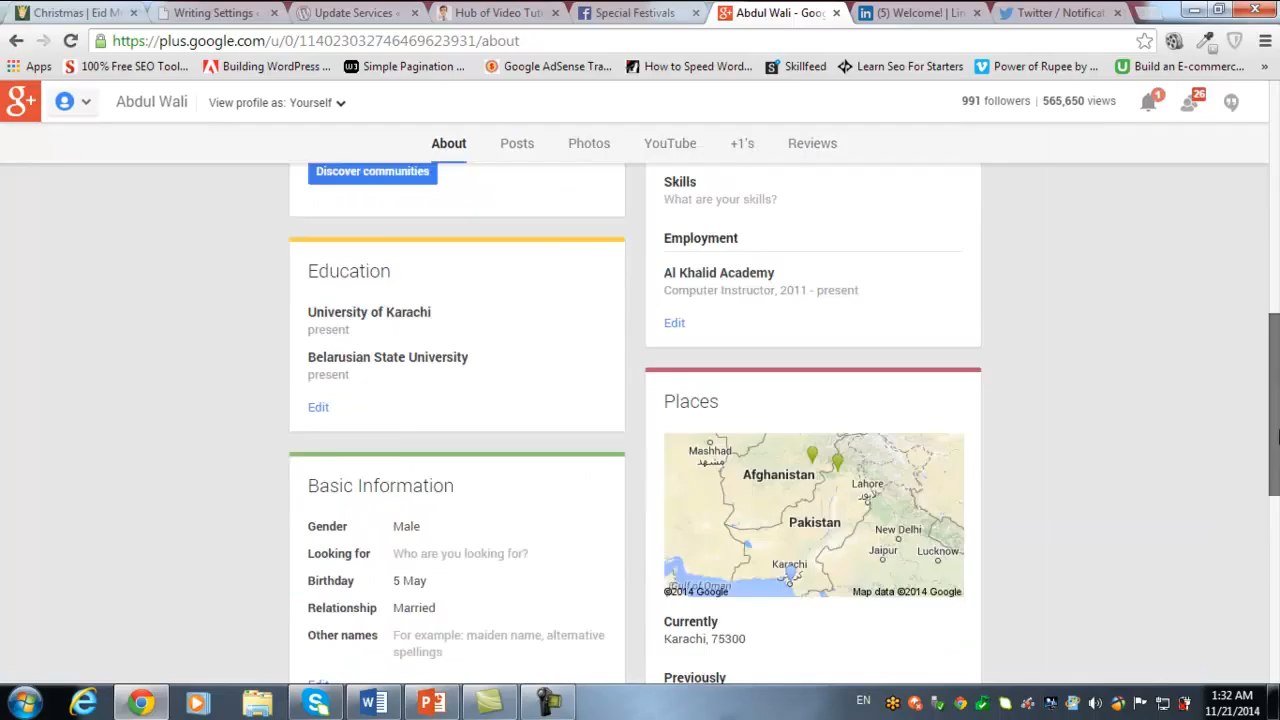 Christmas | Eid M
Writing Settings
Update Services
Hub of Video Tut
Special Festivals
Abdul Wali - Goog
(5) Welcome! | Lin
Twitter / Notificat
https://plus.google.com/u/0/114023032746469623931/about
Apps
100% Free SEO Tool...
Building WordPress ...
Simple Pagination ...
Google AdSense Tra...
How to Speed Word...
Skillfeed
Learn Seo For Starters
Power of Rupee by ...
Build an E-commerc...
g+
Abdul Wali
View profile as: Yourself
991 followers | 565,650 views
1
26
About
Posts
Photos
YouTube
+1's
Reviews
Discover communities
Skills
What are your skills?
Employment
Al Khalid Academy
Computer Instructor, 2011 - present
Edit
Education
University of Karachi
present
Belarusian State University
present
Edit
Places
Mashhad
مشهد
Afghanistan
Lahore
Pakistan
New Delhi
Jaipur
Lucknow
Karachi
Gulf of Oman
©2014 Google
Map data ©2014 Google
Currently
Karachi, 75300
Previously
Basic Information
Gender
Male
Looking for
Who are you looking for?
Birthday
5 May
Relationship
Married
Other names
For example: maiden name, alternative
spellings
Edit
EN
1:32 AM
11/21/2014